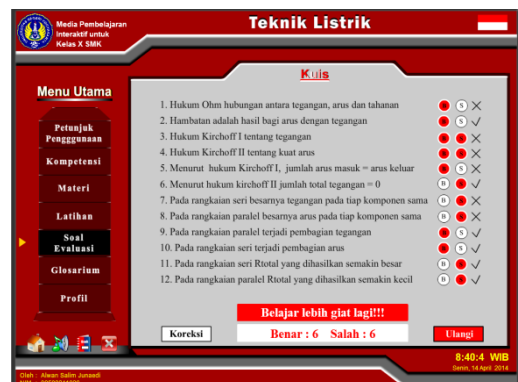 Media Pembelajaran
Interaktif untuk
Kelas X SMK
Teknik Listrik
Kuis
Menu Utama
Petunjuk
Pengggunaan
Kompetensi
Materi
Latihan
Soal
Evaluasi
Glosarium
Profil
1. Hukum Ohm hubungan antara tegangan, arus dan tahanan B S
2. Hambatan adalah hasil bagi arus dengan tegangan B S
3. Hukum Kirchoff I tentang tegangan B S
4. Hukum Kirchoff II tentang kuat arus B S
5. Menurut hukum Kirchoff I, jumlah arus masuk = arus keluar B S
6. Menurut hukum kirchoff II jumlah total tegangan = 0 B S
7. Pada rangkaian seri besarnya tegangan pada tiap komponen sama B S
8. Pada rangkaian paralel besarnya arus pada tiap komponen sama B S
9. Pada rangkaian paralel terjadi pembagian tegangan B S
10. Pada rangkaian seri terjadi pembagian arus B S
11. Pada rangkaian seri Rtotal yang dihasilkan semakin besar B S
12. Pada rangkaian paralel Rtotal yang dihasilkan semakin kecil B S
Belajar lebih giat lagi!!!
Koreksi
Benar : 6 Salah : 6
Ulangi
8:40:4 WIB
Senin, 14 April 2014
Oleh : Alwan Salim Junaedi